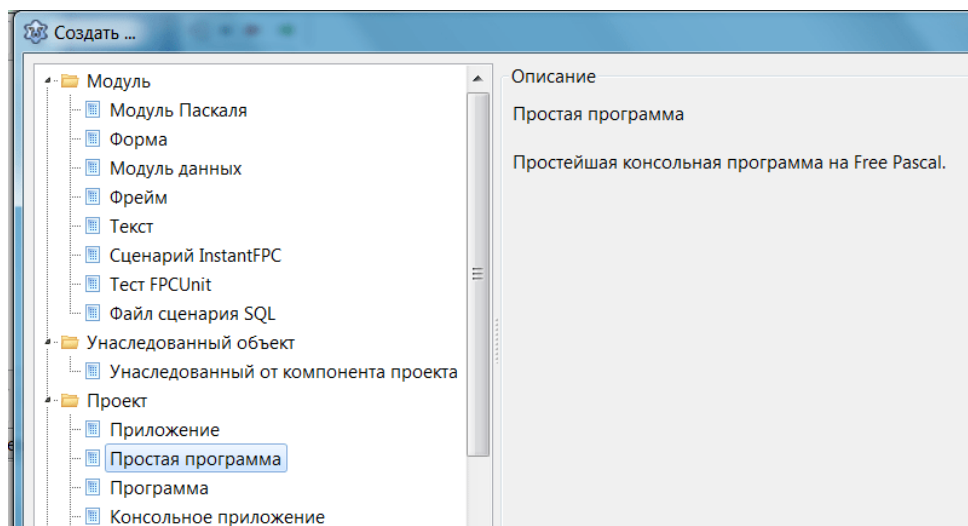 Создать ...
Модуль
Модуль Паскаля
Форма
Модуль данных
Фрейм
Текст
Сценарий InstantFPC
Тест FPCUnit
Файл сценария SQL
Унаследованный объект
Унаследованный от компонента проекта
Проект
Приложение
Простая программа
Программа
Консольное приложение
Описание
Простая программа
Простейшая консольная программа на Free Pascal.